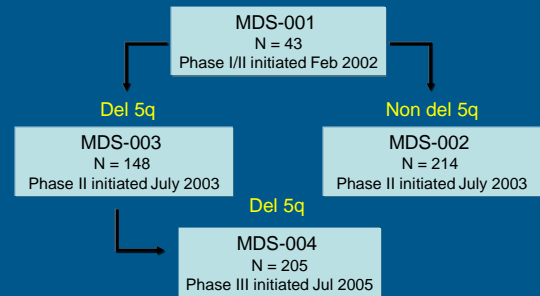 MDS-001
N = 43
Phase I/II initiated Feb 2002
Del 5q
Non del 5q
MDS-003
N = 148
Phase II initiated July 2003
MDS-002
N = 214
Phase II initiated July 2003
Del 5q
MDS-004
N = 205
Phase III initiated Jul 2005